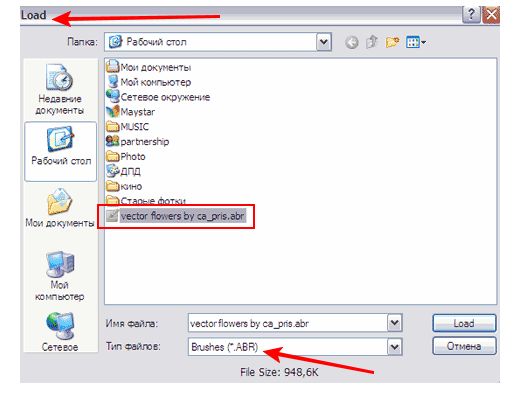 Load
Папка: Рабочий стол
Недавние документы
Рабочий стол
Мои документы
Мой компьютер
Сетевое
Мои документы
Мой компьютер
Сетевое окружение
Maystar
MUSIC
partnership
Photo
ДПД
кино
Старые фотки
vector flowers by ca_pris.abr
Имя файла: vector flowers by ca_pris.abr Load
Тип файлов: Brushes (*.ABR) Отмена
File Size: 948,6K